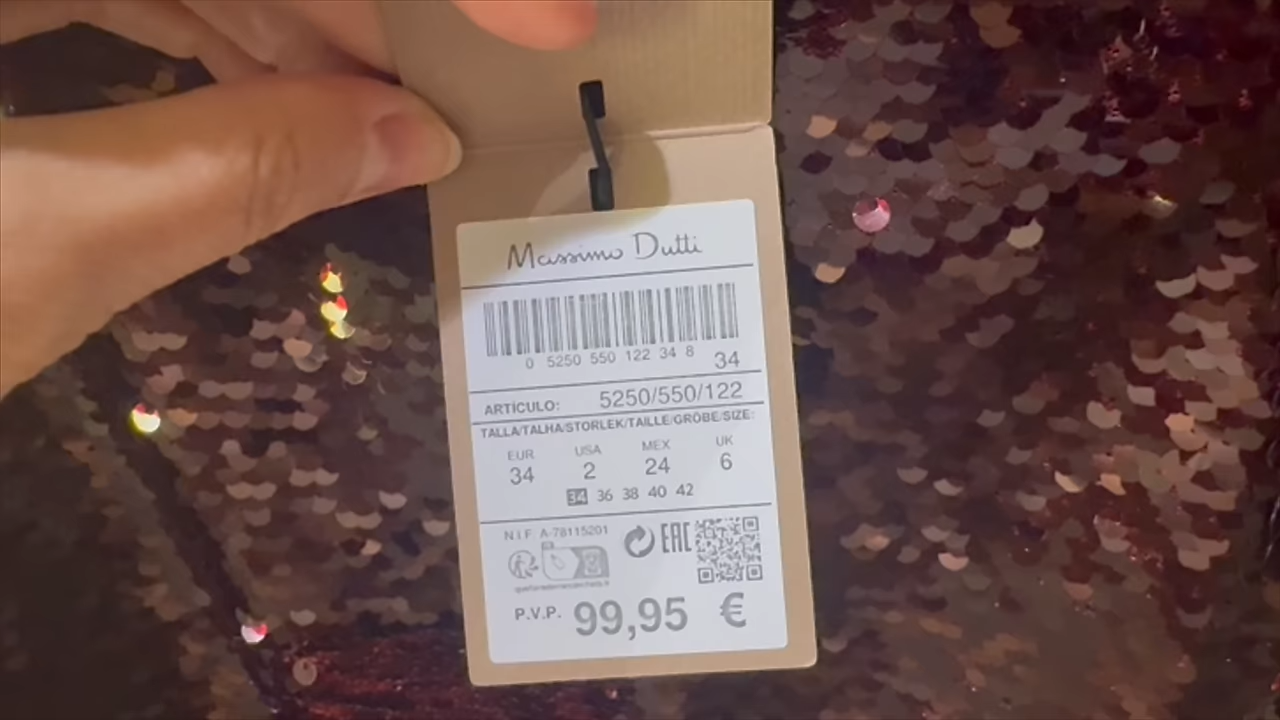 Massimo Dutti
0 5250 550 122 34 8
34
ARTÍCULO: 5250/550/122
TALLA/TALHA/STORLEK/TAILLE/GRÖBE/SIZE:
EUR USA MEX UK
34 2 24 6
34 36 38 40 42
N.I.F. A-78115201
EAC
P.V.P. 99,95 €